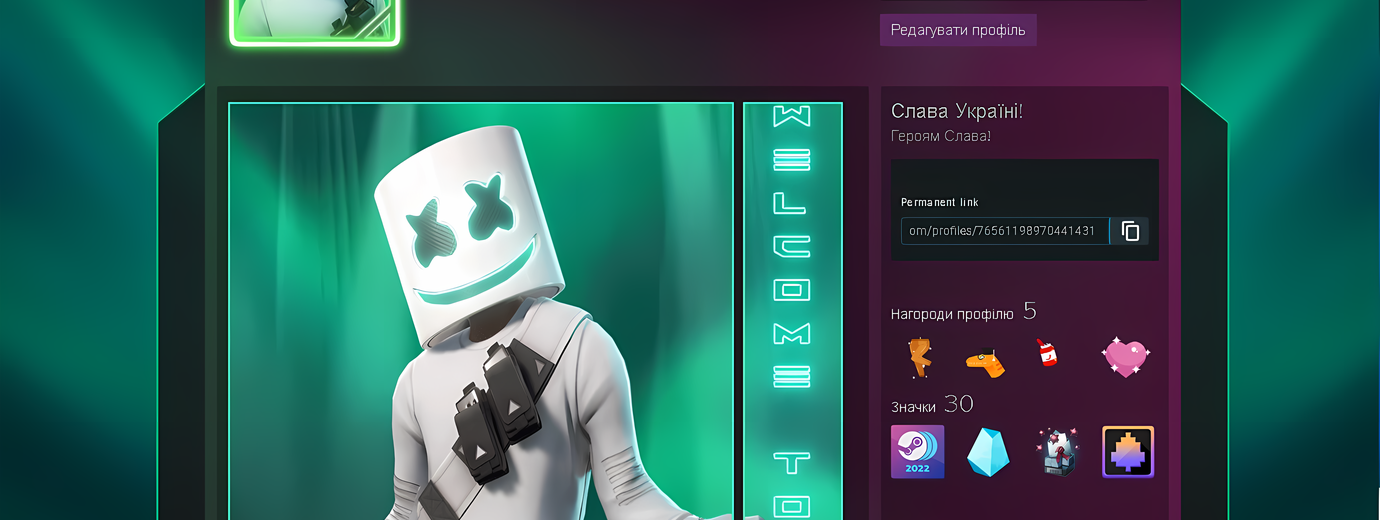 Редагувати профіль
WELCOME TO
Слава Україні!
Героям Слава!
Permanent link
om/profiles/76561198970441431
Нагороди профілю 5
Значки 30
2022